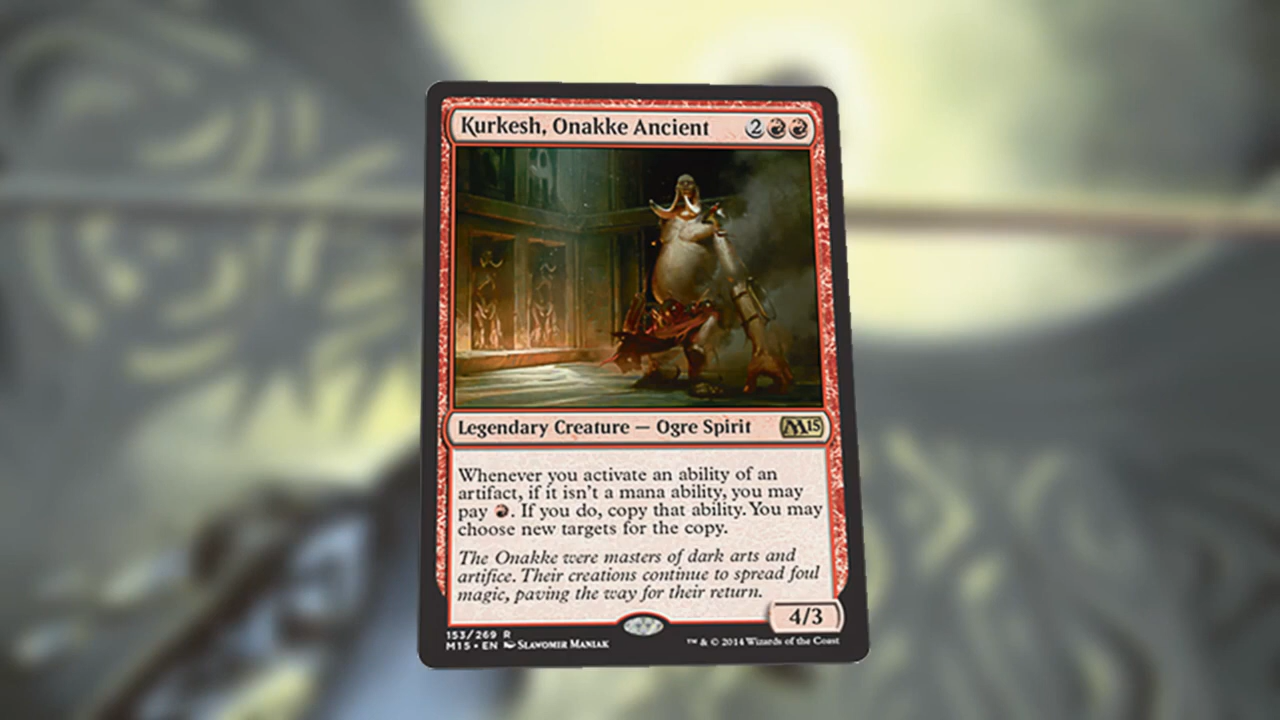 Kurkesh, Onakke Ancient 2
Legendary Creature — Ogre Spirit M15
Whenever you activate an ability of an
artifact, if it isn't a mana ability, you may
pay . If you do, copy that ability. You may
choose new targets for the copy.
The Onakke were masters of dark arts and
artifice. Their creations continue to spread foul
magic, paving the way for their return.
4/3
153/269 R
M15 • EN Slawomir Maniak ™ & © 2014 Wizards of the Coast